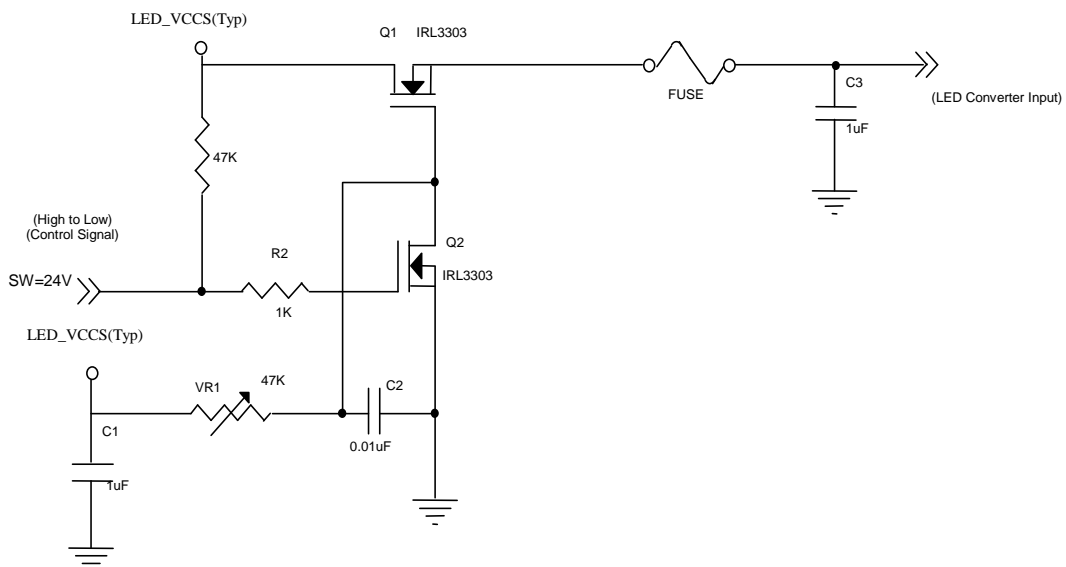 LED_VCCS(Typ)
Q1 IRL3303
FUSE
C3
(LED Converter Input)
1uF
47K
(High to Low)
(Control Signal)
R2
Q2
IRL3303
SW=24V
1K
LED_VCCS(Typ)
VR1
47K
C2
C1
0.01uF
1uF